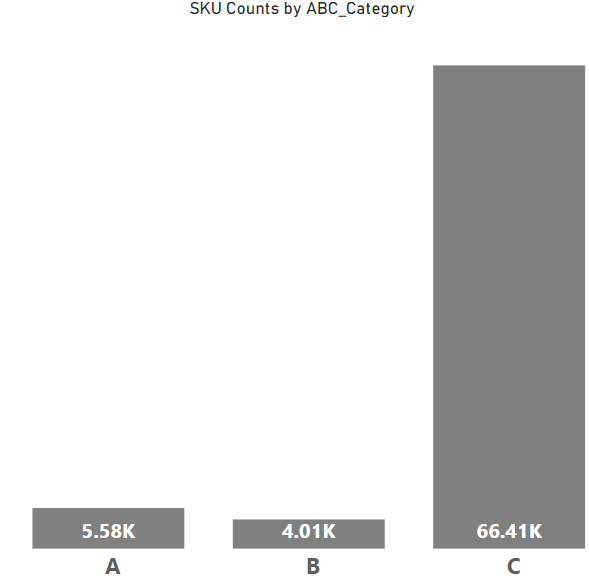 SKU Counts by ABC_Category
5.58K 4.01K 66.41K
A B C